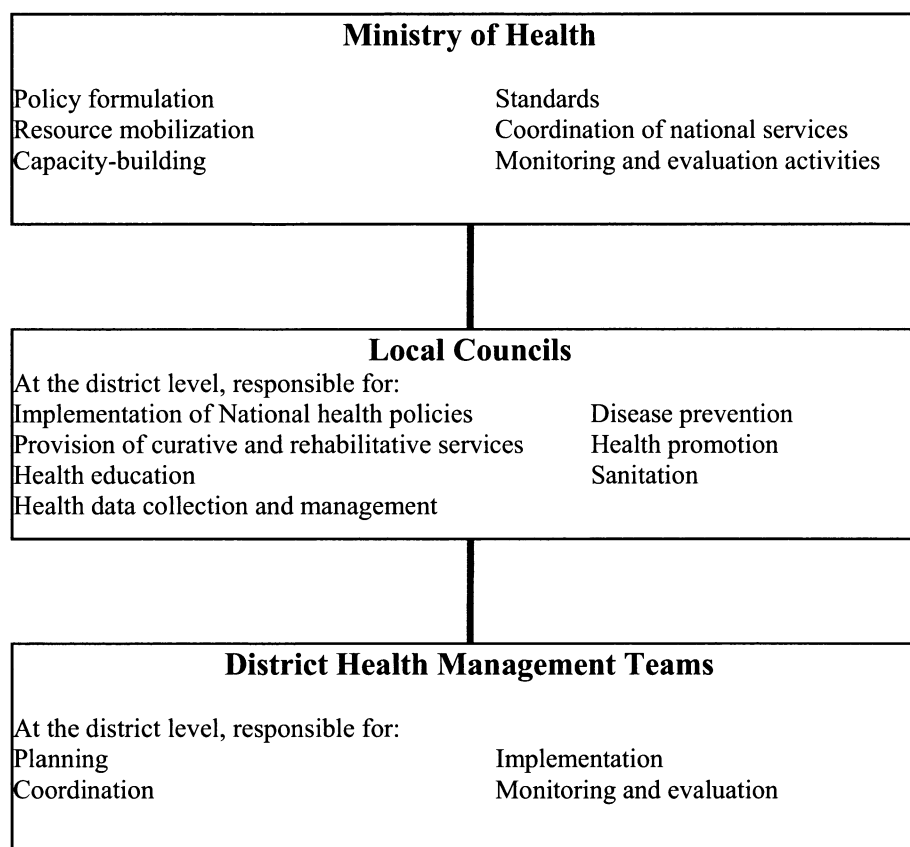 Ministry of Health
Policy formulation Standards
Resource mobilization Coordination of national services
Capacity-building Monitoring and evaluation activities
Local Councils
At the district level, responsible for:
Implementation of National health policies Disease prevention
Provision of curative and rehabilitative services Health promotion
Health education Sanitation
Health data collection and management
District Health Management Teams
At the district level, responsible for:
Planning Implementation
Coordination Monitoring and evaluation